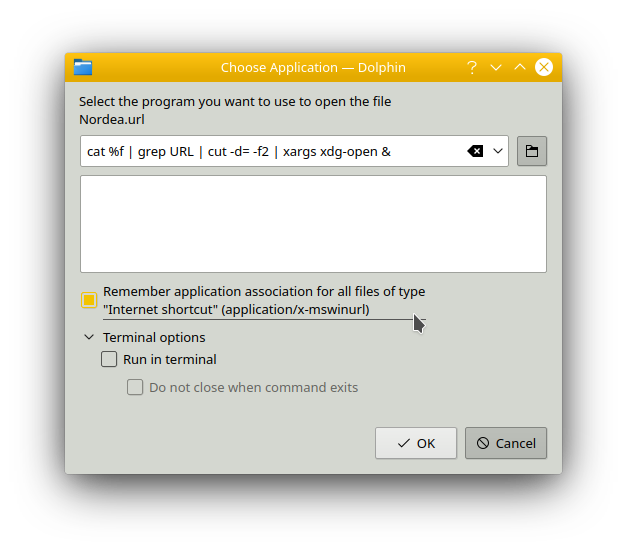 Choose Application — Dolphin
Select the program you want to use to open the file
Nordea.url
cat %f | grep URL | cut -d= -f2 | xargs xdg-open &
Remember application association for all files of type
"Internet shortcut" (application/x-mswinurl)
Terminal options
Run in terminal
Do not close when command exits
OK
Cancel